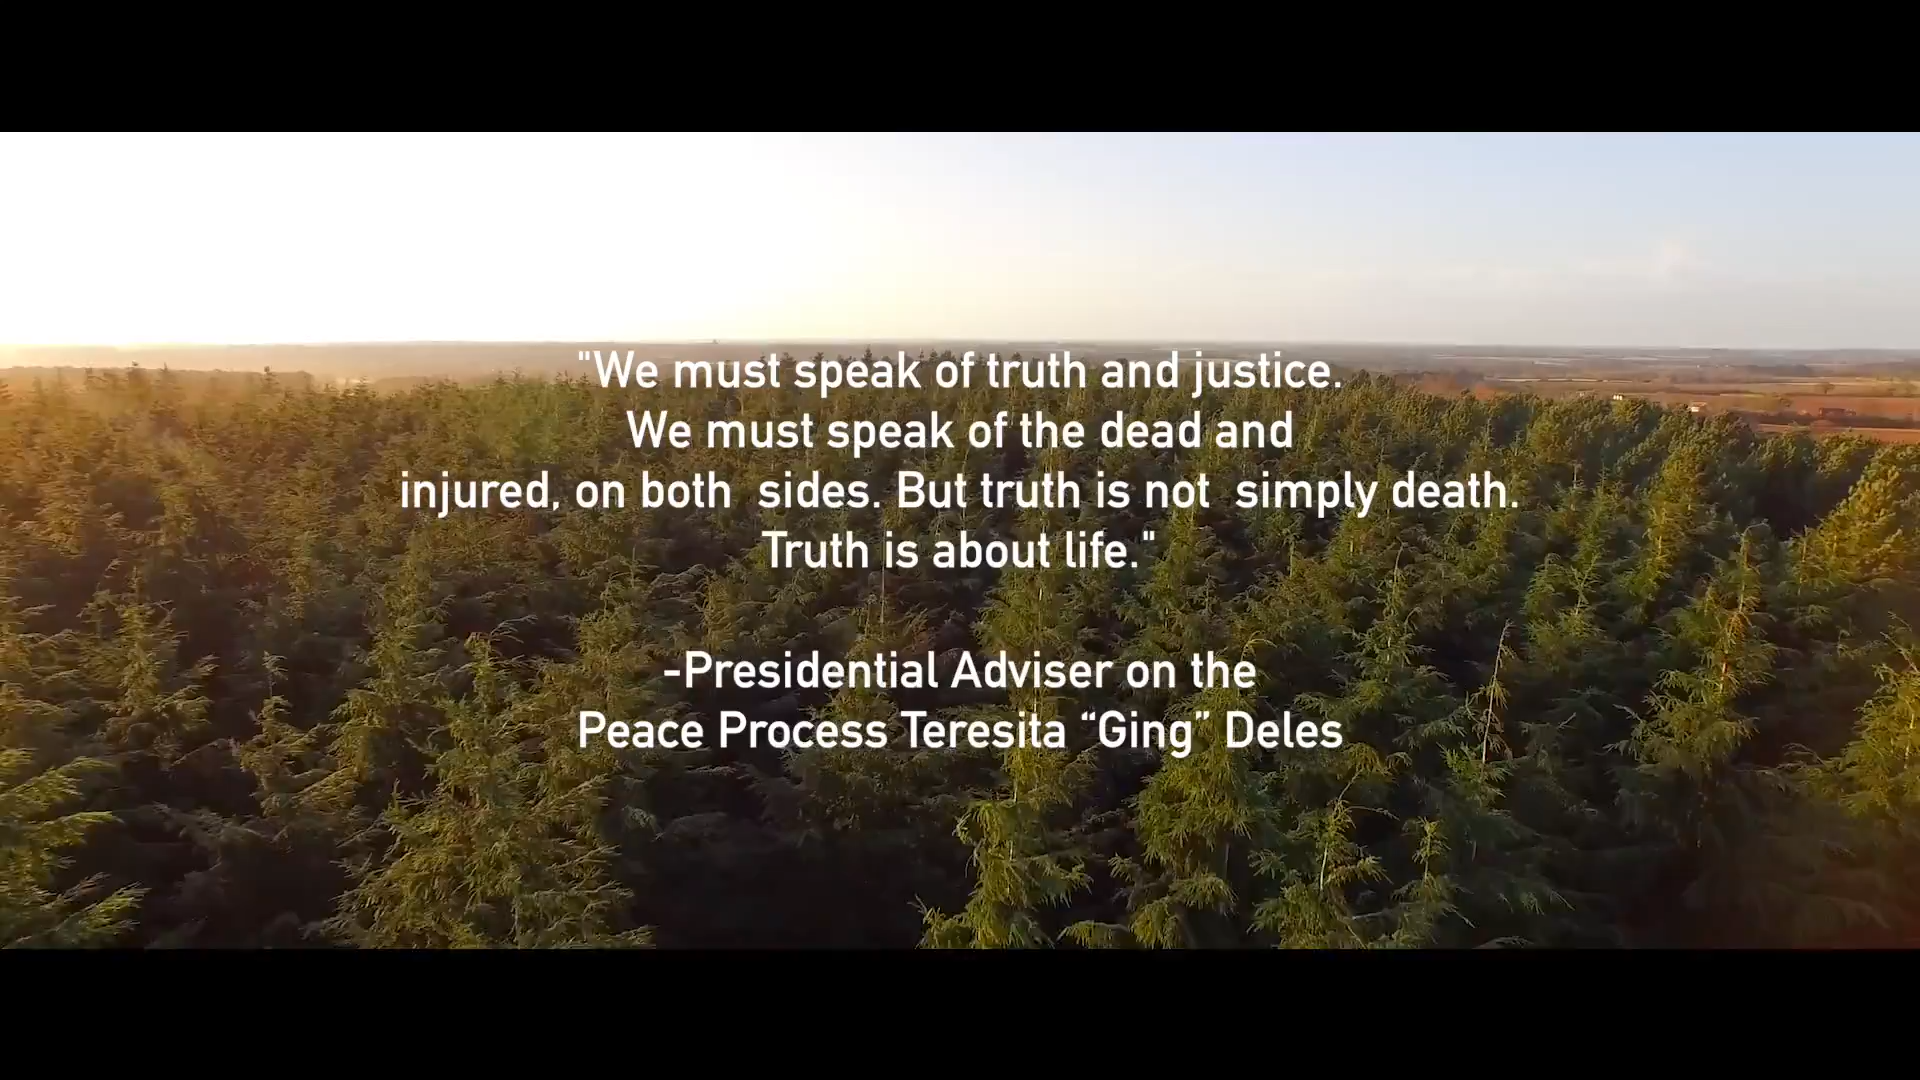 "We must speak of truth and justice.
We must speak of the dead and
injured, on both  sides. But truth is not  simply death.
Truth is about life."
-Presidential Adviser on the
Peace Process Teresita “Ging” Deles